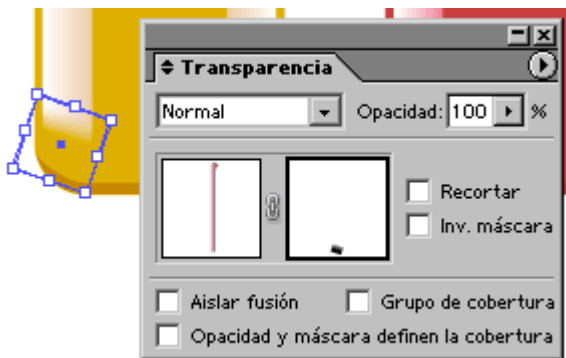 Transparencia
Normal Opacidad: 100 %
Recortar
Inv. máscara
Aislar fusión Grupo de cobertura
Opacidad y máscara definen la cobertura